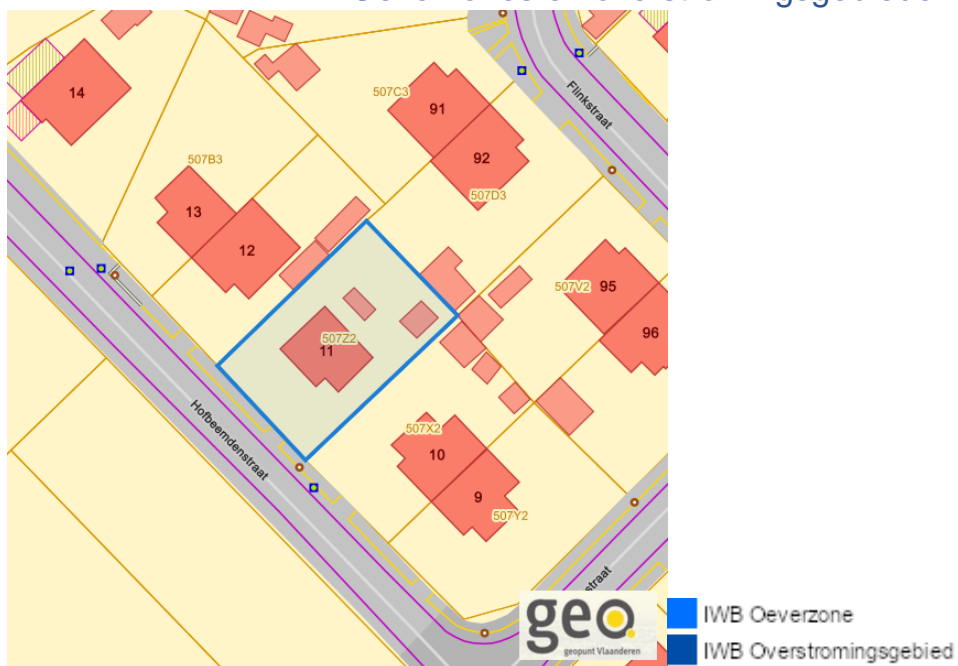 14
507C3
91
Flinkstraat
92
507B3
507D3
13
12
507V2
95
507Z2
11
96
Hofbeemdenstraat
507X2
10
9
507Y2
straat
geo
geopunt Vlaanderen
IWB Oeverzone
IWB Overstromingsgebied